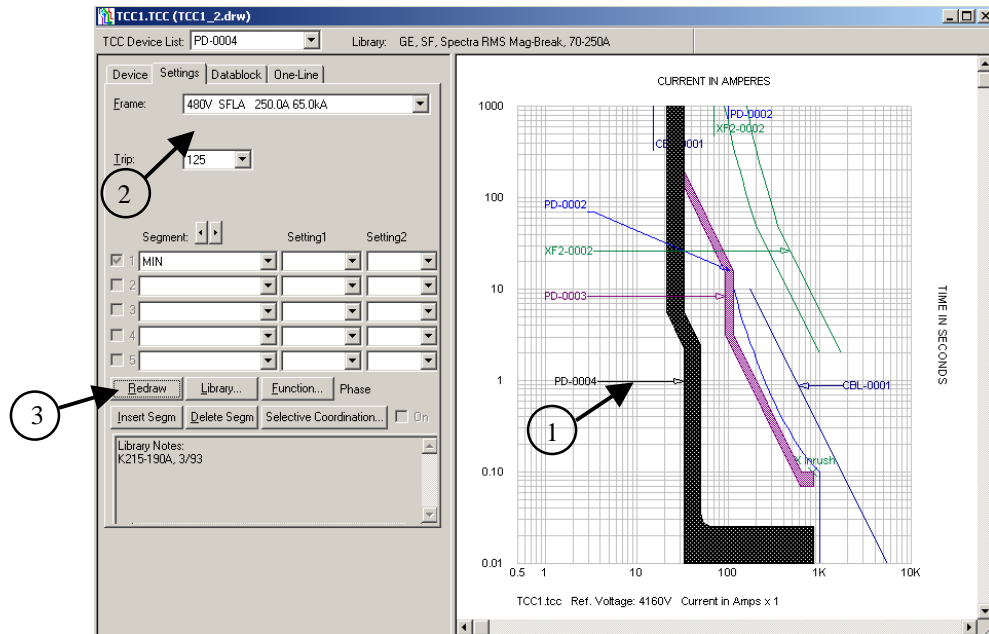 TCC1.TCC (TCC1_2.drw)
TCC Device List: PD-0004 Library: GE, SF, Spectra RMS Mag-Break, 70-250A
Device Settings Datablock One-Line
Frame: 480V SFLA 250.0A 65.0kA
2
Trip: 125
Segment: Setting1 Setting2
1 MIN
2
3
4
5
Redraw Library... Function... Phase
3
Insert Segm Delete Segm Selective Coordination... On
Library Notes:
K215-190A, 3/93
CURRENT IN AMPERES
1000
100
10
1
0.10
0.01
0.5 1 10 100 1K 10K
TIME IN SECONDS
PD-0002
XF2-0002
PD-0002
XF2-0002
PD-0003
PD-0004
1
CBL-0001
TCC1.tcc Ref. Voltage: 4160V Current in Amps x 1